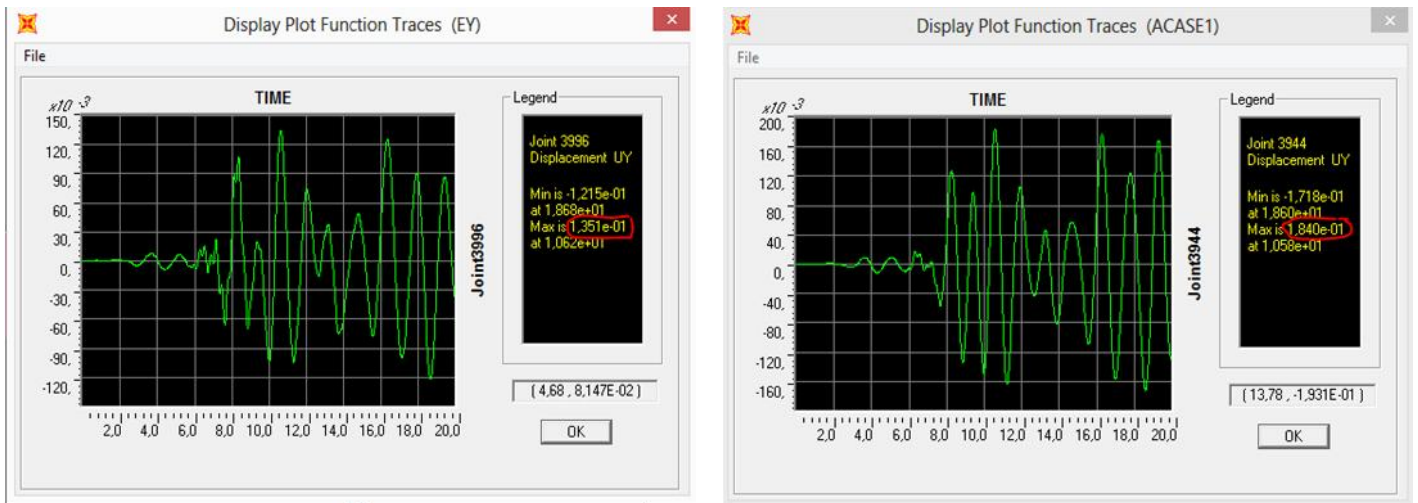 Display Plot Function Traces (EY)
File
TIME
x10 -3
150,
120,
90,
60,
30,
0,
-30,
-60,
-90,
-120,
2,0 4,0 6,0 8,0 10,0 12,0 14,0 16,0 18,0 20,0
Joint3996
Legend
Joint 3996
Displacement UY
Min is -1,215e-01
at 1,868e+01
Max is 1,351e-01
at 1,062e+01
( 4,68 , 8,147E-02 )
OK
Display Plot Function Traces (ACASE1)
File
TIME
x10 -3
200,
160,
120,
80,
40,
0,
-40,
-80,
-120,
-160,
2,0 4,0 6,0 8,0 10,0 12,0 14,0 16,0 18,0 20,0
Joint3944
Legend
Joint 3944
Displacement UY
Min is -1,718e-01
at 1,860e+01
Max is 1,840e-01
at 1,058e+01
( 13,78 , -1,931E-01 )
OK